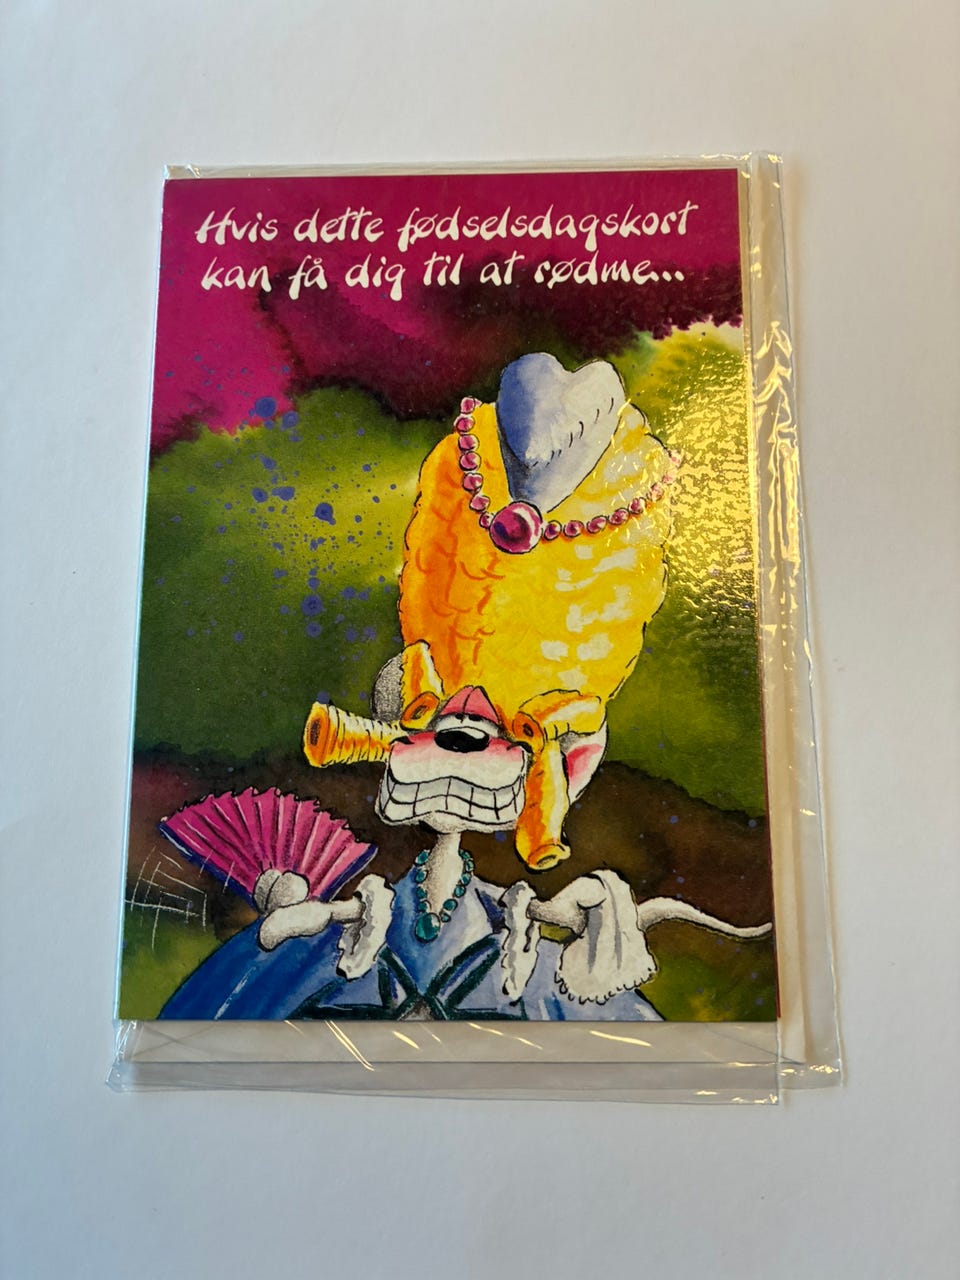 Hvis dette fødselsdagskort
kan få dig til at rødme...